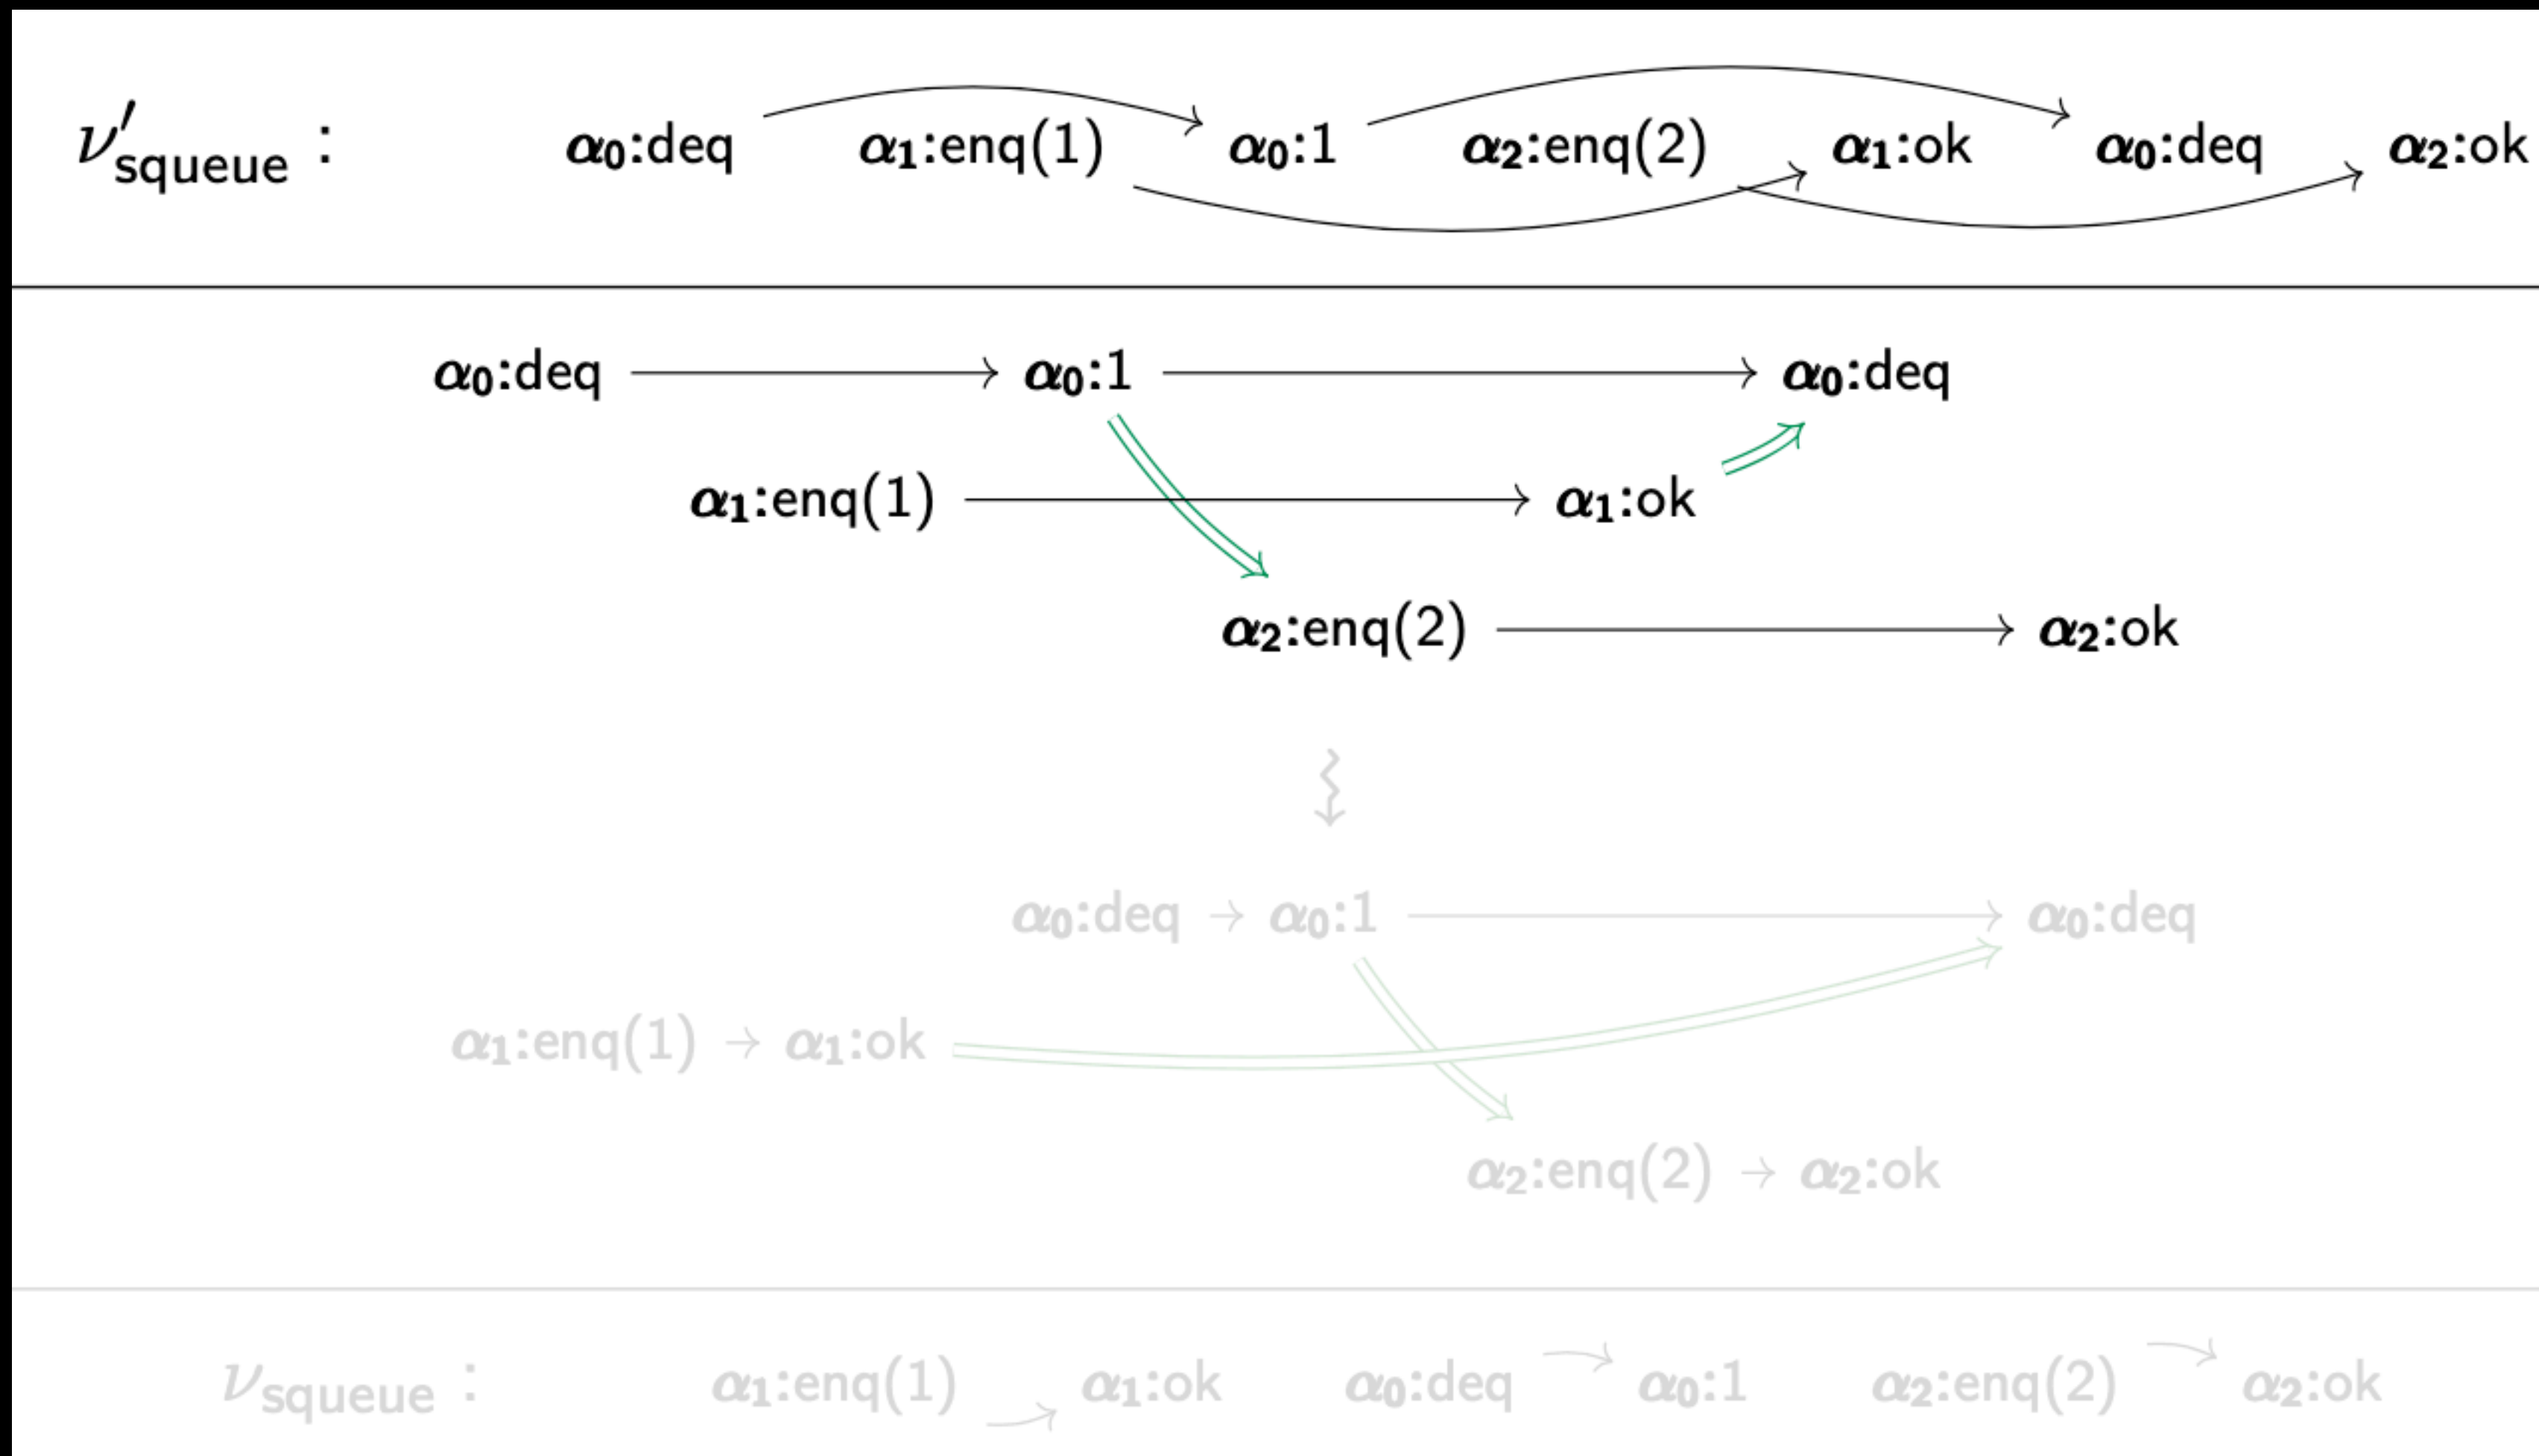 ν′squeue : α0:deq α1:enq(1) α0:1 α2:enq(2) α1:ok α0:deq α2:ok
α0:deq → α0:1 → α0:deq
α1:enq(1) → α1:ok
α2:enq(2) → α2:ok
α0:deq → α0:1 → α0:deq
α1:enq(1) → α1:ok
α2:enq(2) → α2:ok
νsqueue : α1:enq(1) α1:ok α0:deq α0:1 α2:enq(2) α2:ok